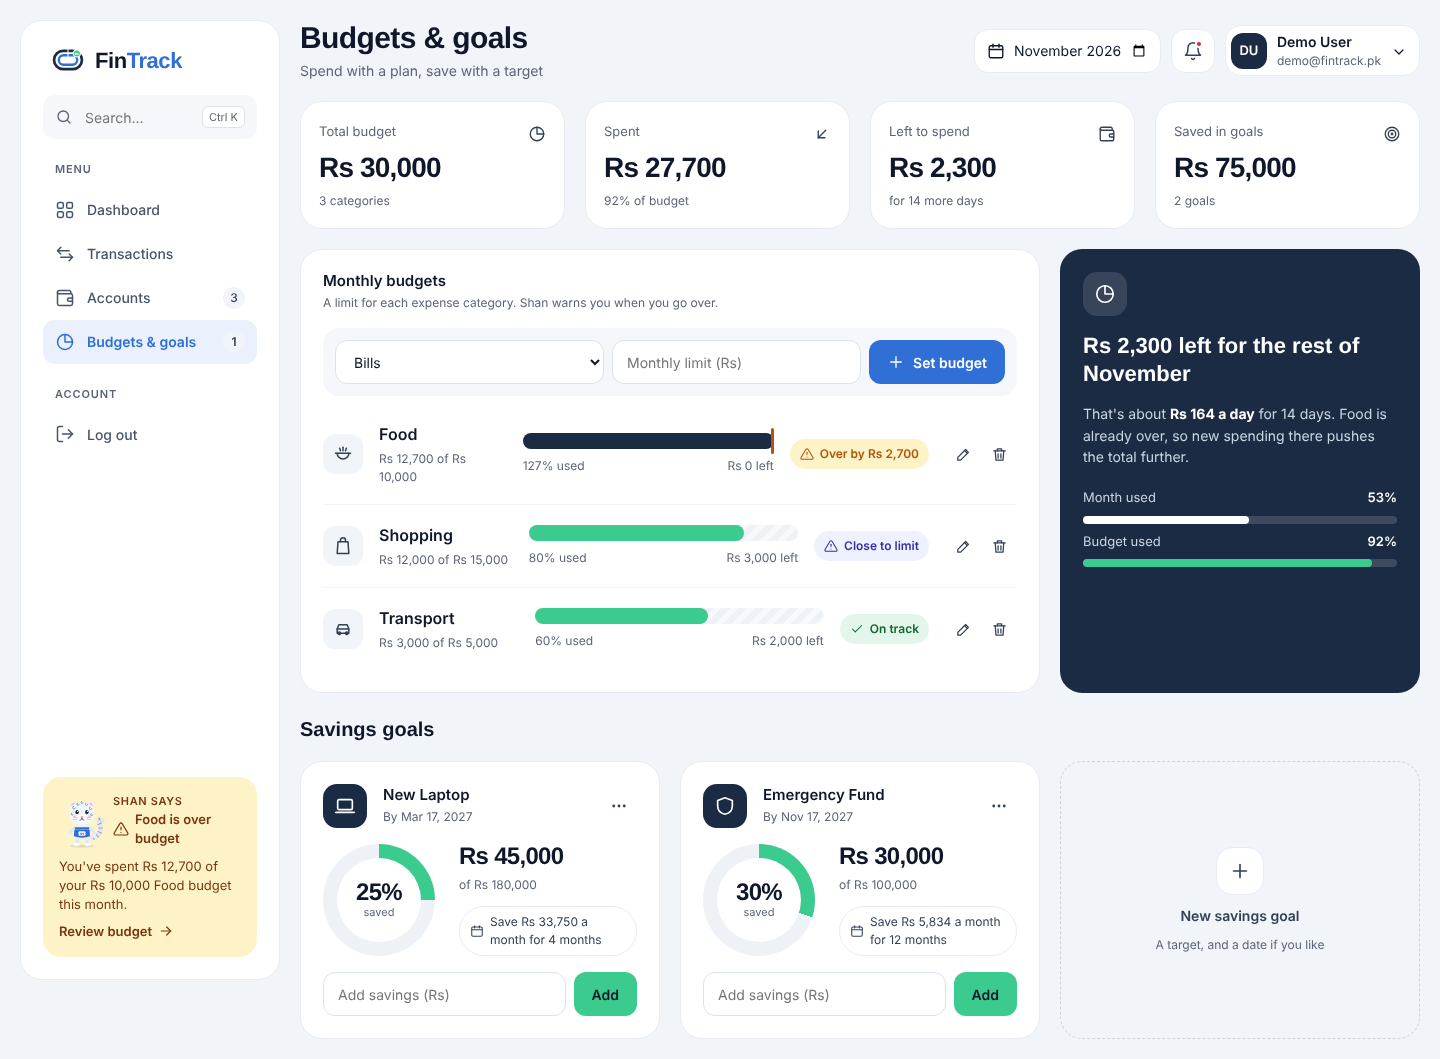 FinTrack
Search...
Ctrl K
MENU
Dashboard
Transactions
Accounts
3
Budgets & goals
1
ACCOUNT
Log out
SHAN SAYS
Food is over
budget
You've spent Rs 12,700 of
your Rs 10,000 Food budget
this month.
Review budget
Budgets & goals
Spend with a plan, save with a target
November 2026
DU
Demo User
demo@fintrack.pk
Total budget
Rs 30,000
3 categories
Spent
Rs 27,700
92% of budget
Left to spend
Rs 2,300
for 14 more days
Saved in goals
Rs 75,000
2 goals
Monthly budgets
A limit for each expense category. Shan warns you when you go over.
Bills
Monthly limit (Rs)
Set budget
Food
Rs 12,700 of Rs
10,000
127% used
Rs 0 left
Over by Rs 2,700
Shopping
Rs 12,000 of Rs 15,000
80% used
Rs 3,000 left
Close to limit
Transport
Rs 3,000 of Rs 5,000
60% used
Rs 2,000 left
On track
Rs 2,300 left for the rest of
November
That's about Rs 164 a day for 14 days. Food is
already over, so new spending there pushes
the total further.
Month used
53%
Budget used
92%
Savings goals
New Laptop
By Mar 17, 2027
25%
saved
Rs 45,000
of Rs 180,000
Save Rs 33,750 a
month for 4 months
Add savings (Rs)
Add
Emergency Fund
By Nov 17, 2027
30%
saved
Rs 30,000
of Rs 100,000
Save Rs 5,834 a month
for 12 months
Add savings (Rs)
Add
New savings goal
A target, and a date if you like